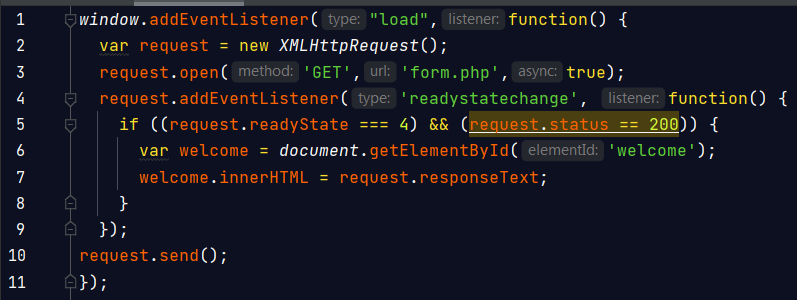 1 window.addEventListener( type: "load", listener: function() {
2 var request = new XMLHttpRequest();
3 request.open( method: 'GET', url: 'form.php', async: true);
4 request.addEventListener( type: 'readystatechange', listener: function() {
5 if ((request.readyState === 4) && (request.status == 200)) {
6 var welcome = document.getElementById( elementId: 'welcome');
7 welcome.innerHTML = request.responseText;
8 }
9 });
10 request.send();
11 });